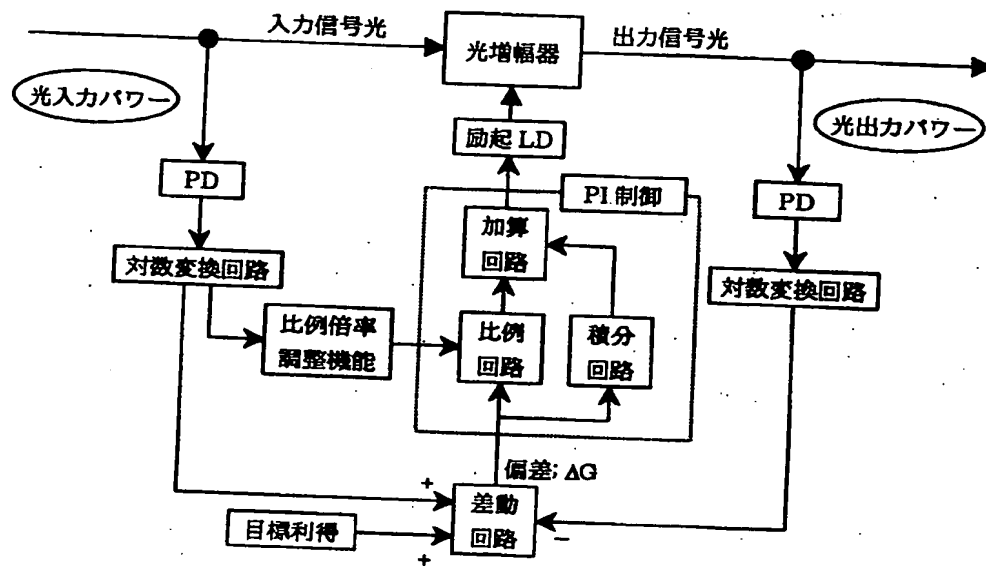 入力信号光
光増幅器
出力信号光
光入力パワー
励起 LD
光出力パワー
PD
PI 制御
PD
加算
回路
対数変換回路
対数変換回路
比例倍率
調整機能
比例
回路
積分
回路
偏差; ΔG
+
差動
回路
目標利得
+
−